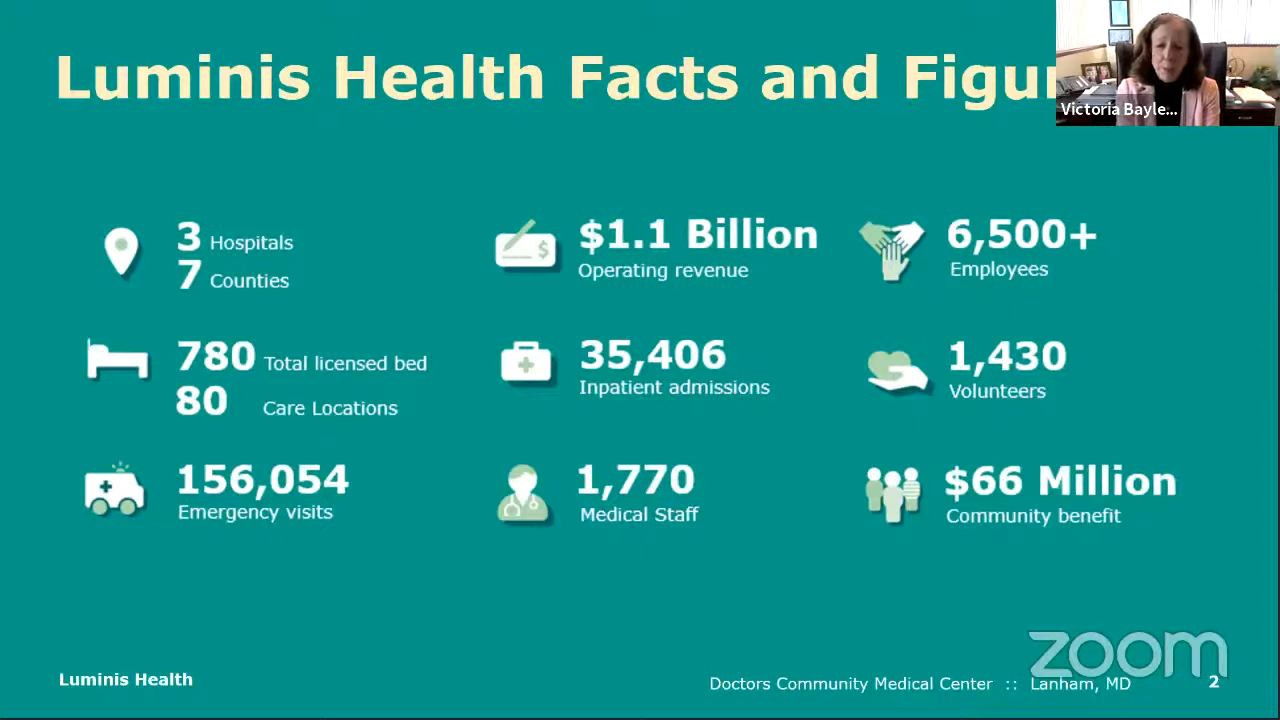 Luminis Health Facts and Figu
Victoria Bayle...
3 Hospitals
7 Counties
$1.1 Billion
Operating revenue
6,500+
Employees
780 Total licensed bed
80 Care Locations
35,406
Inpatient admissions
1,430
Volunteers
156,054
Emergency visits
1,770
Medical Staff
$66 Million
Community benefit
zoom
Luminis Health
Doctors Community Medical Center :: Lanham, MD
2